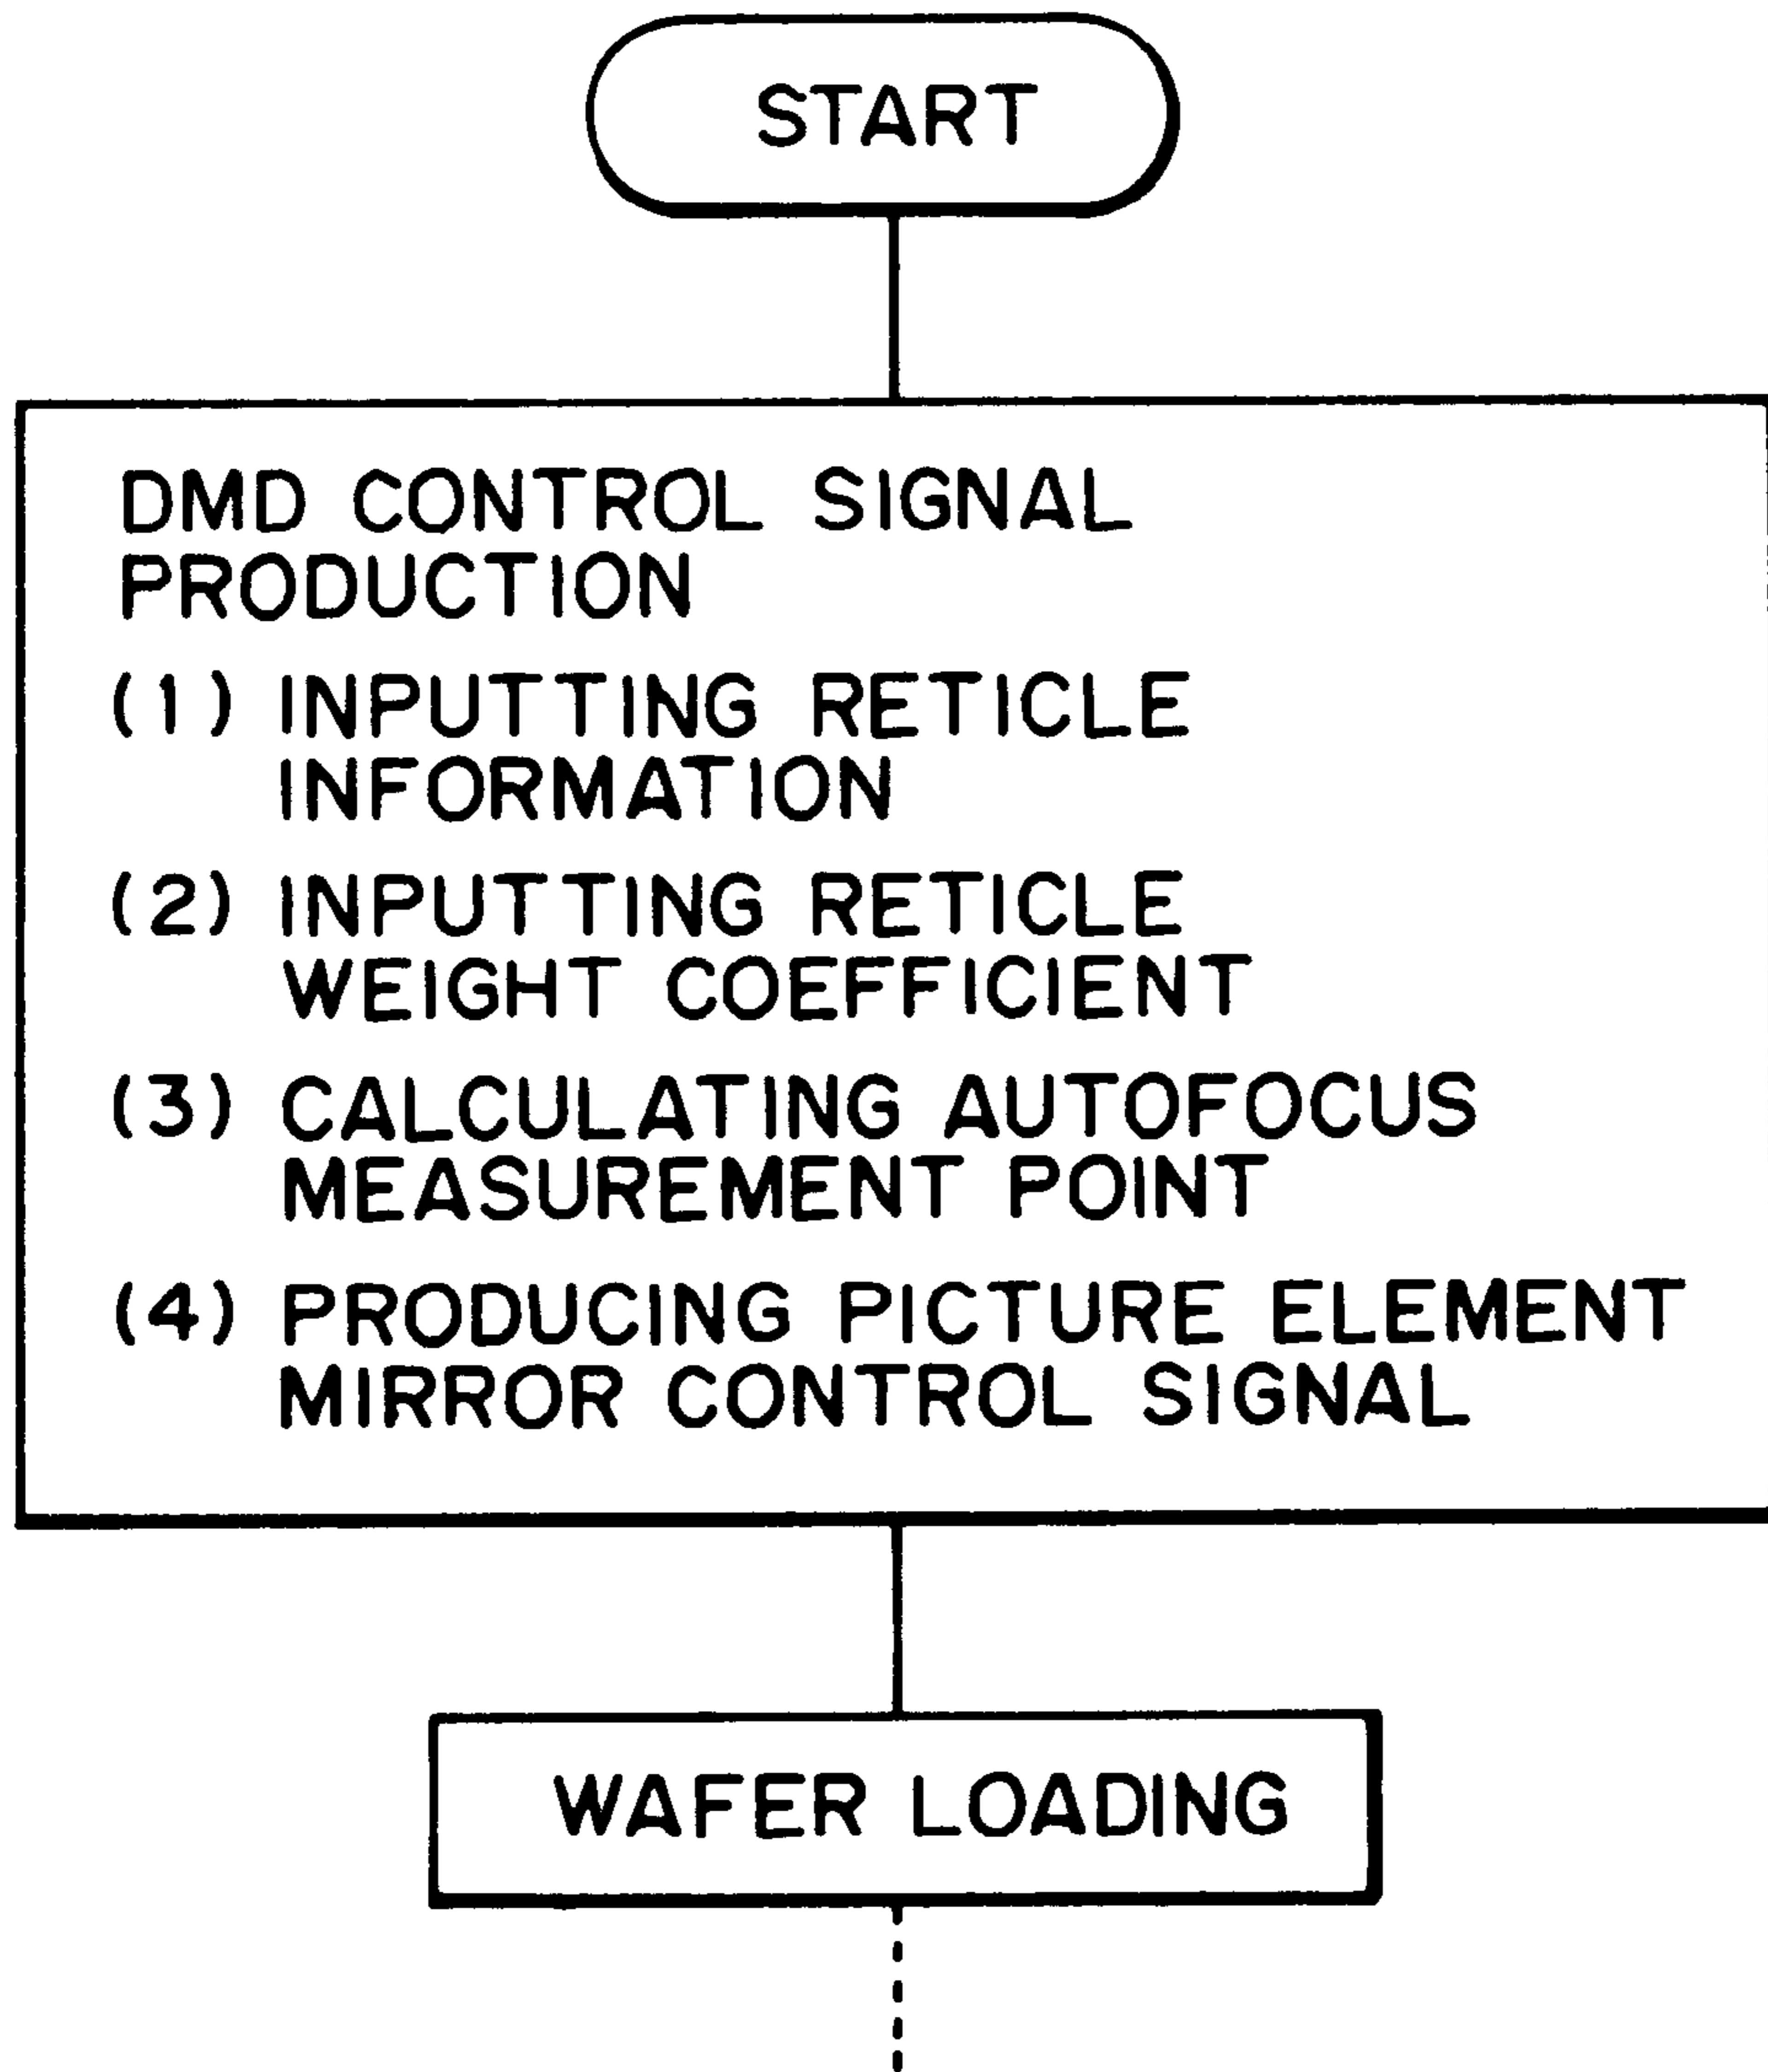 START
DMD CONTROL SIGNAL
PRODUCTION
(1) INPUTTING RETICLE
INFORMATION
(2) INPUTTING RETICLE
WEIGHT COEFFICIENT
(3) CALCULATING AUTOFOCUS
MEASUREMENT POINT
(4) PRODUCING PICTURE ELEMENT
MIRROR CONTROL SIGNAL
WAFER LOADING